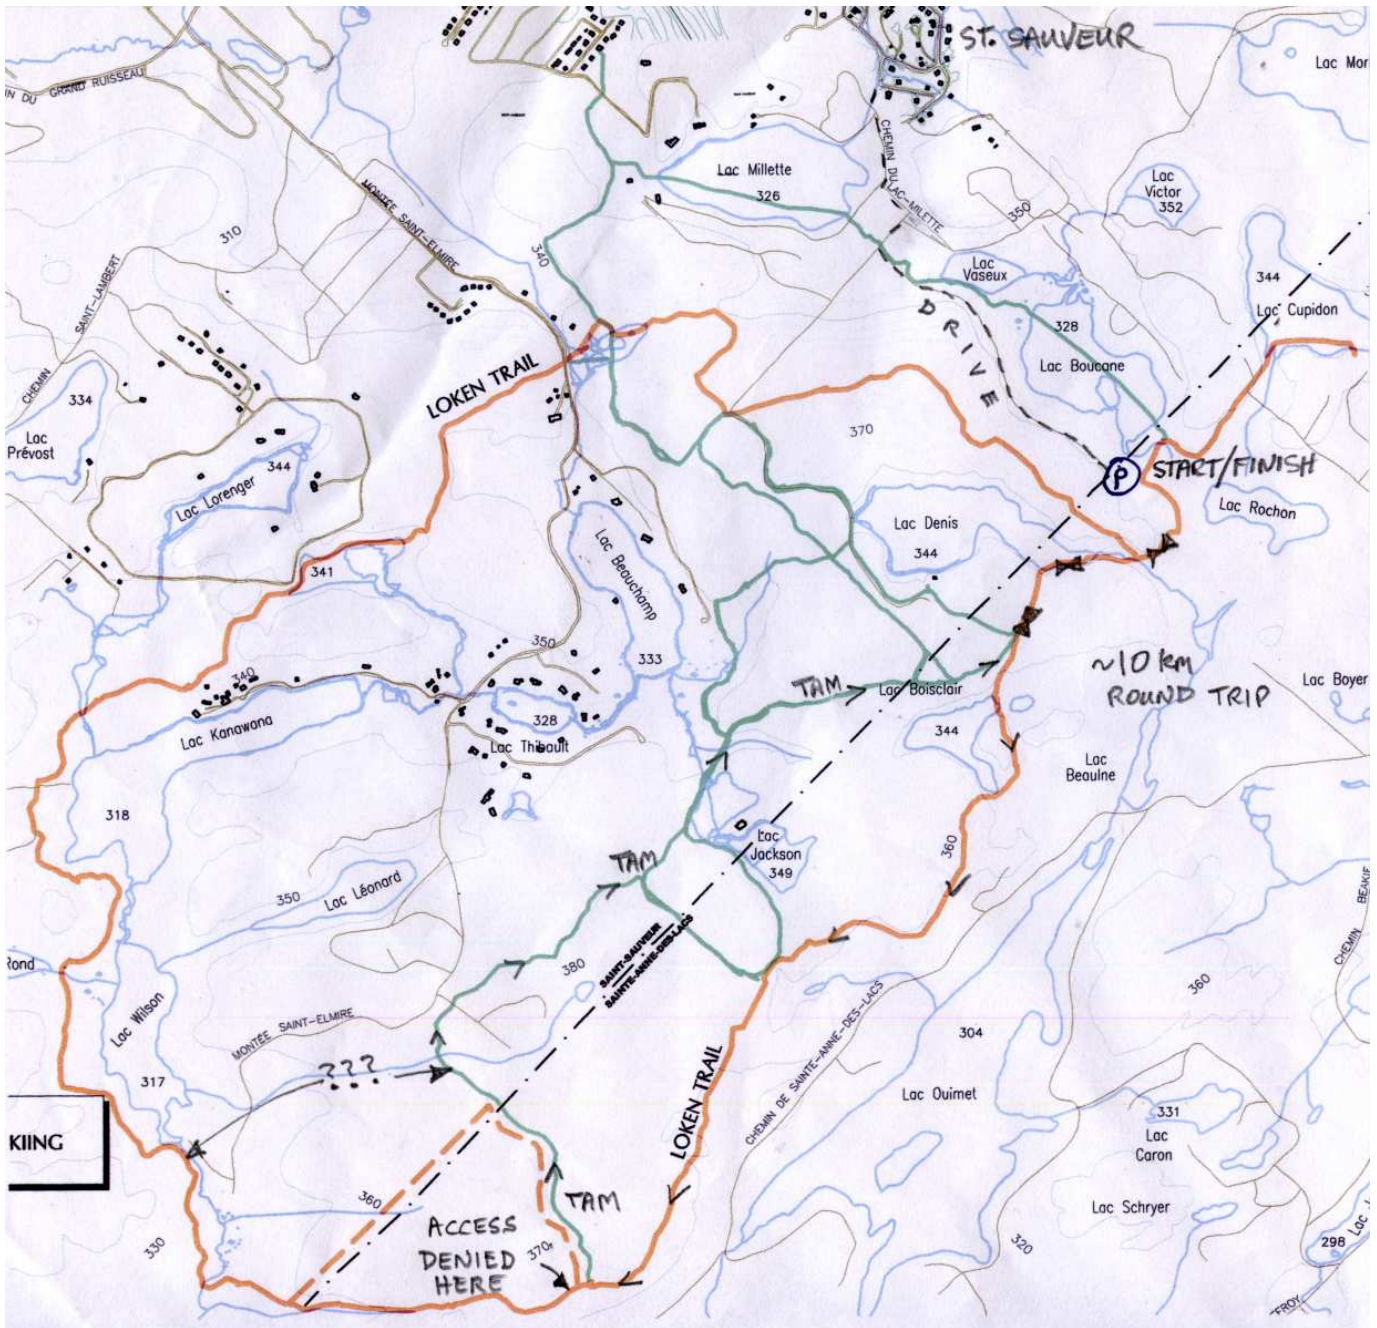 ST. SAUVEUR
Lac Mor
IN DU GRAND RUISSEAU
CHEMIN DU LAC-MILETTE
Lac Millette
326
Lac
Victor
352
350
MONTÉE SAINT-ELMIRE
310
340
Lac
Vaseux
344
Lac Cupidon
CHEMIN SAINT-LAMBERT
DRIVE
328
Lac Boucane
LOKEN TRAIL
334
Lac
Prévost
370
344
Lac Lorenger
P
START/FINISH
Lac Rochon
Lac Denis
344
Lac Beauchamp
341
350
333
340
~10 km
ROUND TRIP
TAM
Lac Boisclair
Lac Boyer
Lac Kanawana
328
Lac Thibault
344
Lac
Beaulne
318
360
Lac
Jackson
349
TAM
350
Lac Léonard
BEAKIE
CHEMIN
Rond
380
SAINT-SAUVEUR
SAINTE-ANNE-DES-LACS
360
Lac Wilson
MONTÉE SAINT-ELMIRE
304
CHEMIN DE SAINTE-ANNE-DES-LACS
LOKEN TRAIL
???
317
Lac Ouimet
331
Lac
Caron
KIING
360
TAM
Lac Schryer
ACCESS
DENIED
HERE
370
330
320
298
Lac
FROY